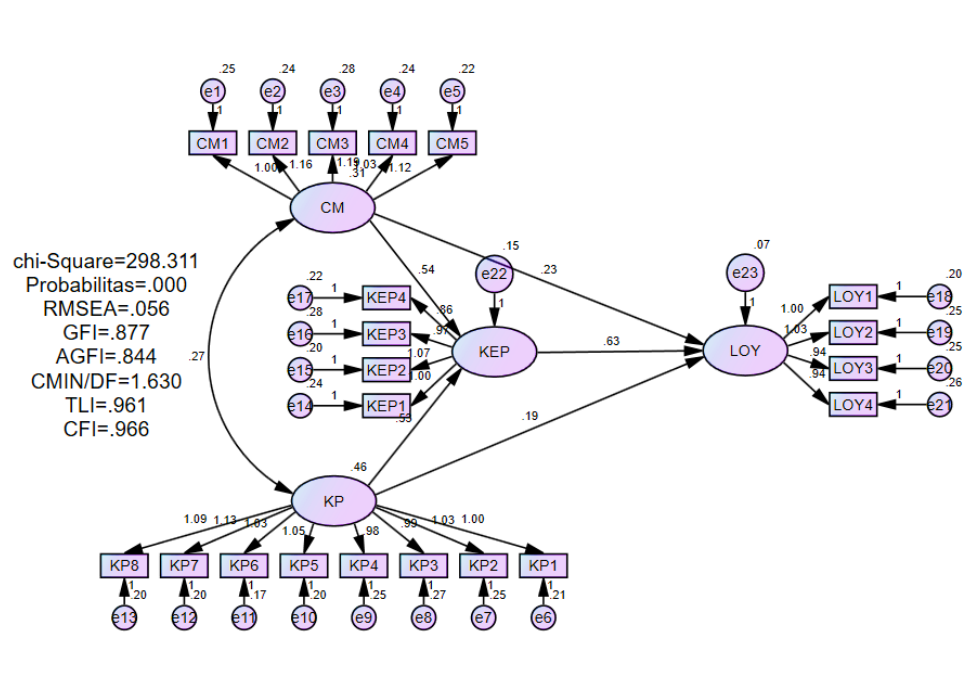 .25 .24 .28 .24 .22
e1 e2 e3 e4 e5
1 1 1 1 1
CM1 CM2 CM3 CM4 CM5
1.00 1.16 1.19 1.03 1.12
.31
CM
chi-Square=298.311
Probabilitas=.000
RMSEA=.056
GFI=.877
AGFI=.844
CMIN/DF=1.630
TLI=.961
CFI=.966
.27
.54
.15
.23
e22
1
.07
e23
1
.22
e17 1 KEP4 .86
.28
e16 1 KEP3 .97
.20
e15 1 KEP2 1.07
.24
e14 1 KEP1 1.00
KEP
.63
LOY
.20
1.00 LOY1 1 e18
.25
1.03 LOY2 1 e19
.25
.94 LOY3 1 e20
.26
.94 LOY4 1 e21
.53
.19
.46
KP
1.09 1.13 1.03 1.05 .98 .99 1.03 1.00
KP8 KP7 KP6 KP5 KP4 KP3 KP2 KP1
1 1 1 1 1 1 1 1
.20 .20 .17 .20 .25 .27 .25 .21
e13 e12 e11 e10 e9 e8 e7 e6